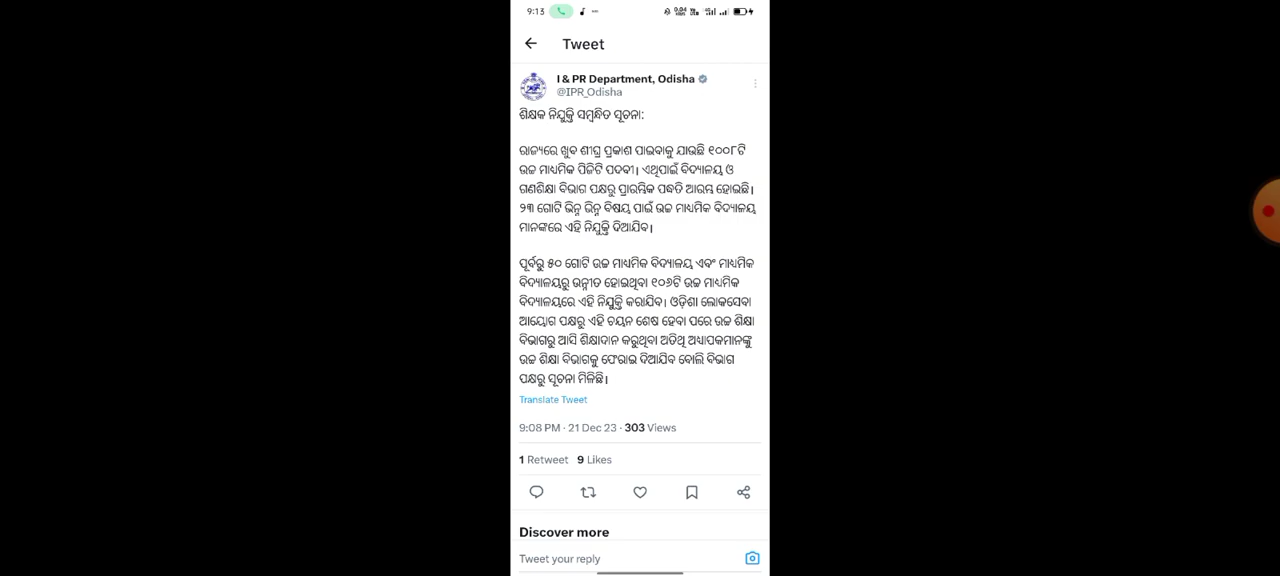 9:13
Tweet
I & PR Department, Odisha
@IPR_Odisha
ଶିକ୍ଷକ ନିଯୁକ୍ତି ସମ୍ବନ୍ଧିତ ସୂଚନା:
ରାଜ୍ୟରେ ଖୁବ ଶୀଘ୍ର ପ୍ରକାଶ ପାଇବାକୁ ଯାଉଛି ୧୦୦୮ଟି
ଉଚ୍ଚ ମାଧ୍ୟମିକ ପିଜିଟି ପଦବୀ। ଏଥିପାଇଁ ବିଦ୍ୟାଳୟ ଓ
ଗଣଶିକ୍ଷା ବିଭାଗ ପକ୍ଷରୁ ପ୍ରାରମ୍ଭିକ ପଦ୍ଧତି ଆରମ୍ଭ ହୋଇଛି।
୨୩ ଗୋଟି ଭିନ୍ନ ଭିନ୍ନ ବିଷୟ ପାଇଁ ଉଚ୍ଚ ମାଧ୍ୟମିକ ବିଦ୍ୟାଳୟ
ମାନଙ୍କରେ ଏହି ନିଯୁକ୍ତି ଦିଆଯିବ।
ପୂର୍ବରୁ ୫୦ ଗୋଟି ଉଚ୍ଚ ମାଧ୍ୟମିକ ବିଦ୍ୟାଳୟ ଏବଂ ମାଧ୍ୟମିକ
ବିଦ୍ୟାଳୟରୁ ଉନ୍ନୀତ ହୋଇଥିବା ୧୦୬ଟି ଉଚ୍ଚ ମାଧ୍ୟମିକ
ବିଦ୍ୟାଳୟରେ ଏହି ନିଯୁକ୍ତି କରାଯିବ। ଓଡ଼ିଶା ଲୋକସେବା
ଆୟୋଗ ପକ୍ଷରୁ ଏହି ଚୟନ ଶେଷ ହେବା ପରେ ଉଚ୍ଚ ଶିକ୍ଷା
ବିଭାଗରୁ ଆସି ଶିକ୍ଷାଦାନ କରୁଥିବା ଅତିଥି ଅଧ୍ୟାପକମାନଙ୍କୁ
ଉଚ୍ଚ ଶିକ୍ଷା ବିଭାଗକୁ ଫେରାଇ ଦିଆଯିବ ବୋଲି ବିଭାଗ
ପକ୍ଷରୁ ସୂଚନା ମିଳିଛି।
Translate Tweet
9:08 PM · 21 Dec 23 · 303 Views
1 Retweet 9 Likes
Discover more
Tweet your reply